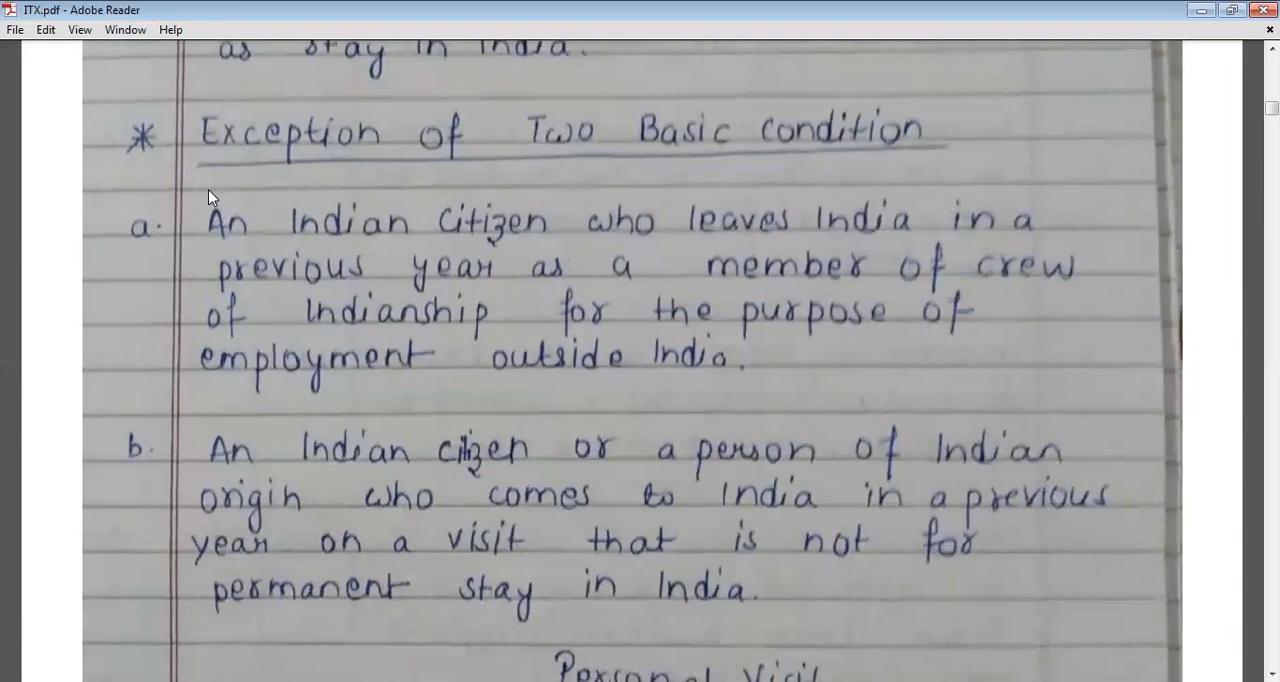 ITX.pdf - Adobe Reader
File Edit View Window Help
as stay in India.
* Exception of Two Basic condition
a. An Indian Citizen who leaves India in a
previous year as a member of crew
of Indianship for the purpose of
employment outside India.
b. An Indian citizen or a person of Indian
origin who comes to India in a previous
year on a visit that is not for
permanent stay in India.
Personal Visit